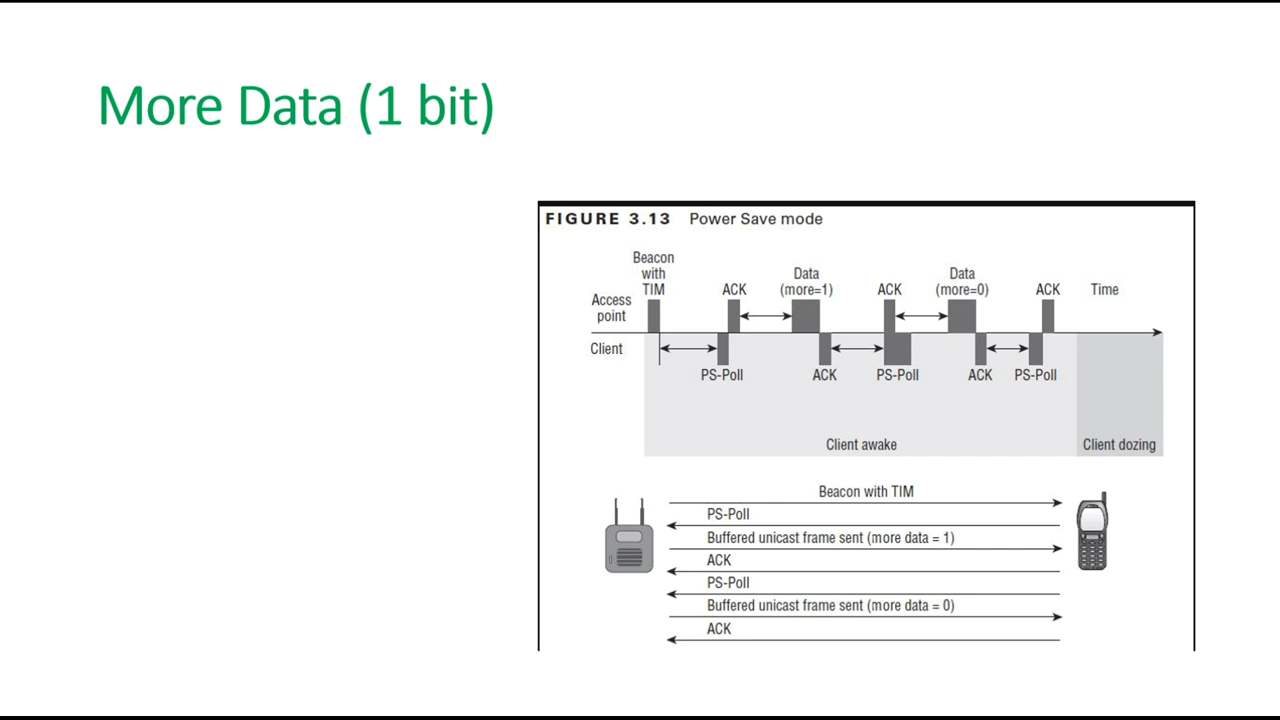 More Data (1 bit)
FIGURE 3.13 Power Save mode
Beacon
with
TIM
ACK
Data
(more=1)
ACK
Data
(more=0)
ACK
Time
Access
point
Client
PS-Poll
ACK
PS-Poll
ACK
PS-Poll
Client awake
Client dozing
Beacon with TIM
PS-Poll
Buffered unicast frame sent (more data = 1)
ACK
PS-Poll
Buffered unicast frame sent (more data = 0)
ACK